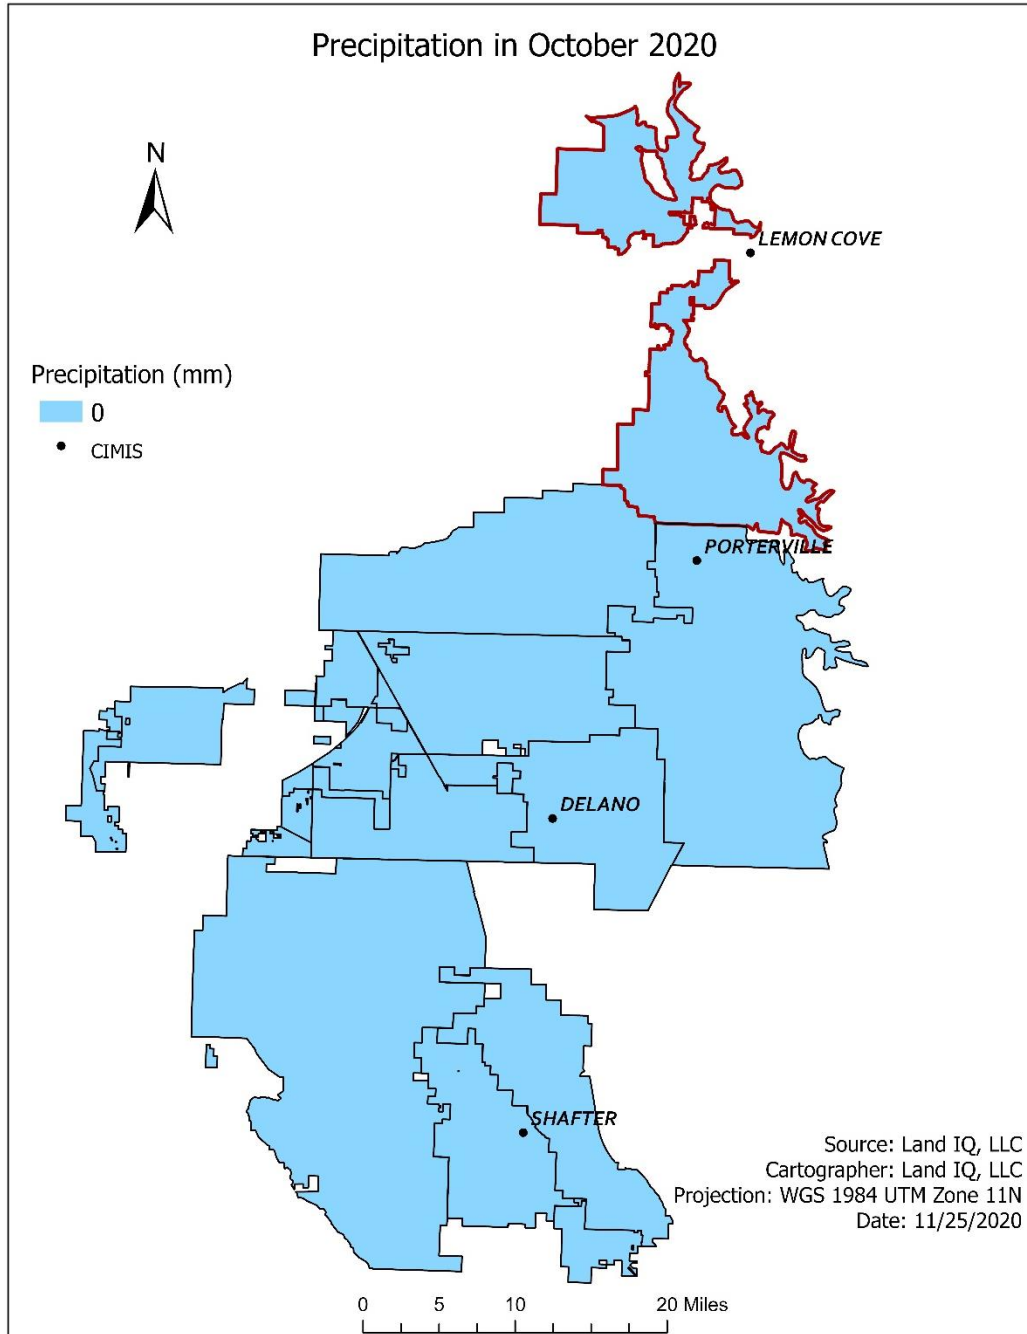 Precipitation in October 2020
N
LEMON COVE
Precipitation (mm)
0
CIMIS
PORTERVILLE
DELANO
SHAFTER
Source: Land IQ, LLC
Cartographer: Land IQ, LLC
Projection: WGS 1984 UTM Zone 11N
Date: 11/25/2020
0 5 10 20 Miles